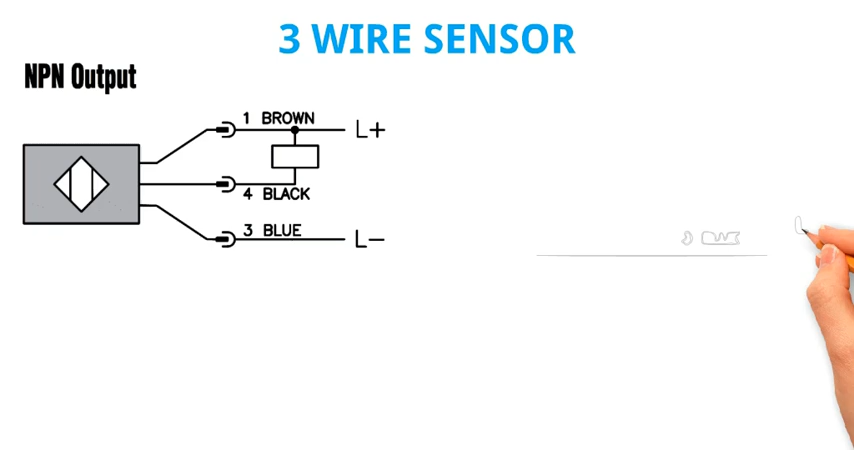 3 WIRE SENSOR
NPN Output
1 BROWN
L+
4 BLACK
3 BLUE
L−